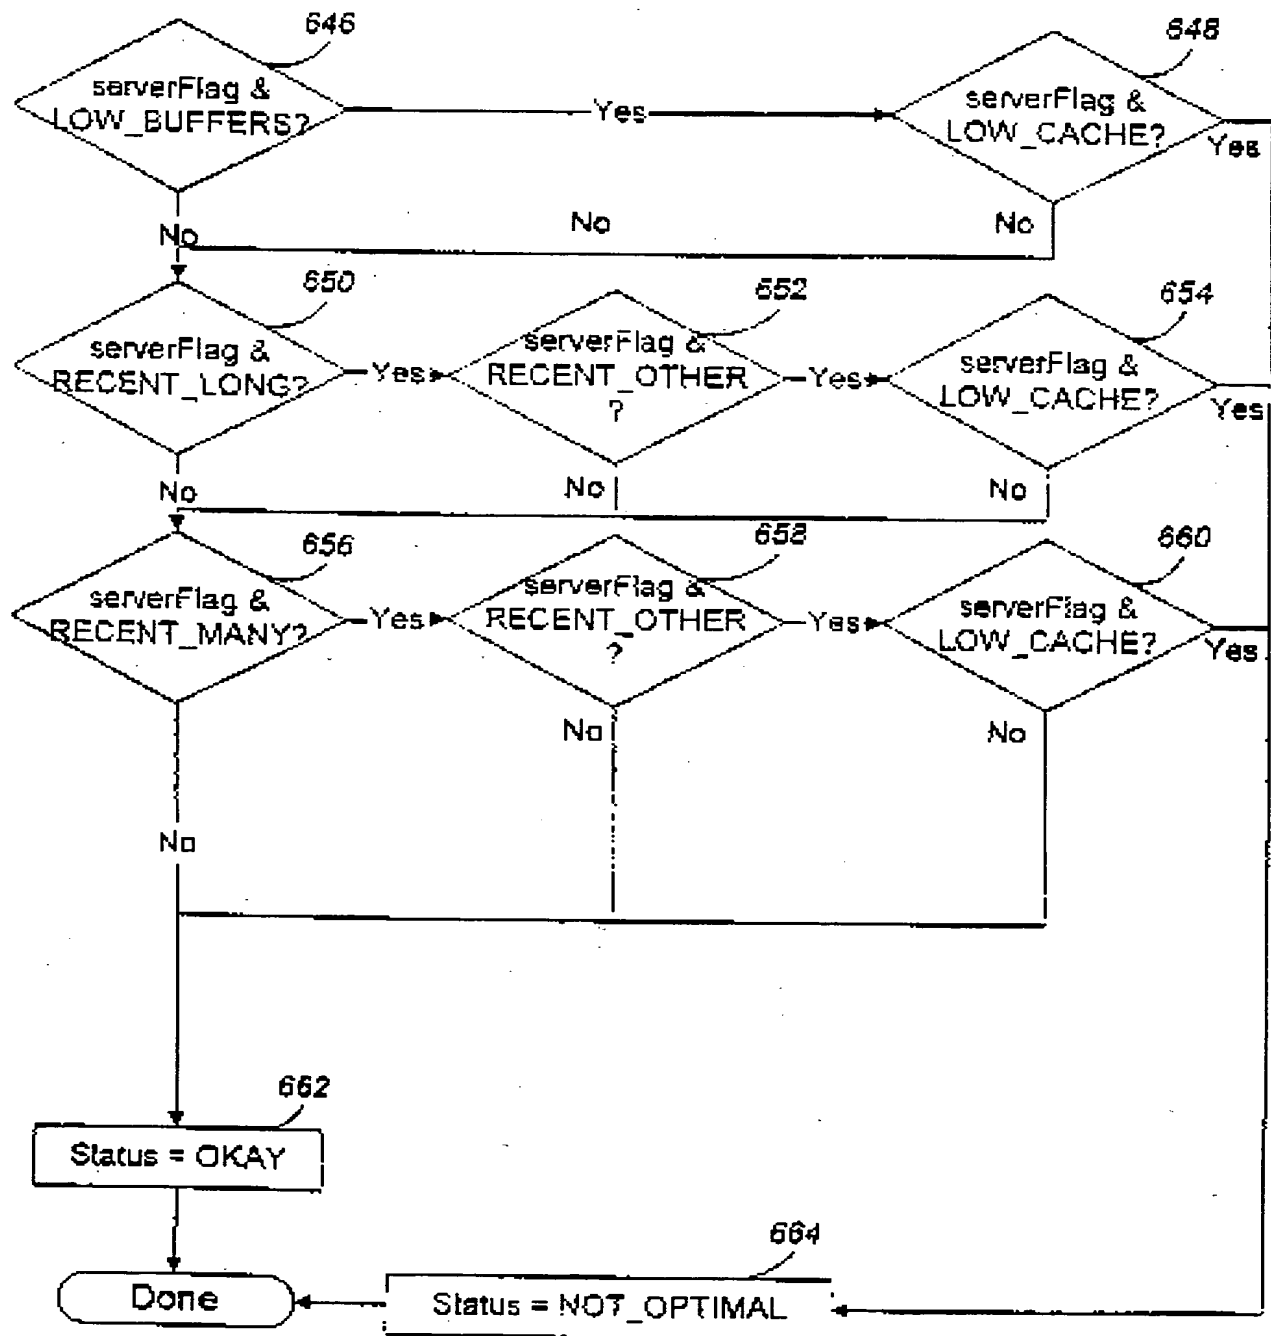 646
serverFlag &
LOW_BUFFERS?
Yes
648
serverFlag &
LOW_CACHE?
Yes
No
No
No
650
serverFlag &
RECENT_LONG?
Yes
652
serverFlag &
RECENT_OTHER
?
Yes
654
serverFlag &
LOW_CACHE?
Yes
No
No
No
656
serverFlag &
RECENT_MANY?
Yes
658
serverFlag &
RECENT_OTHER
?
Yes
660
serverFlag &
LOW_CACHE?
Yes
No
No
No
662
Status = OKAY
664
Done
Status = NOT_OPTIMAL